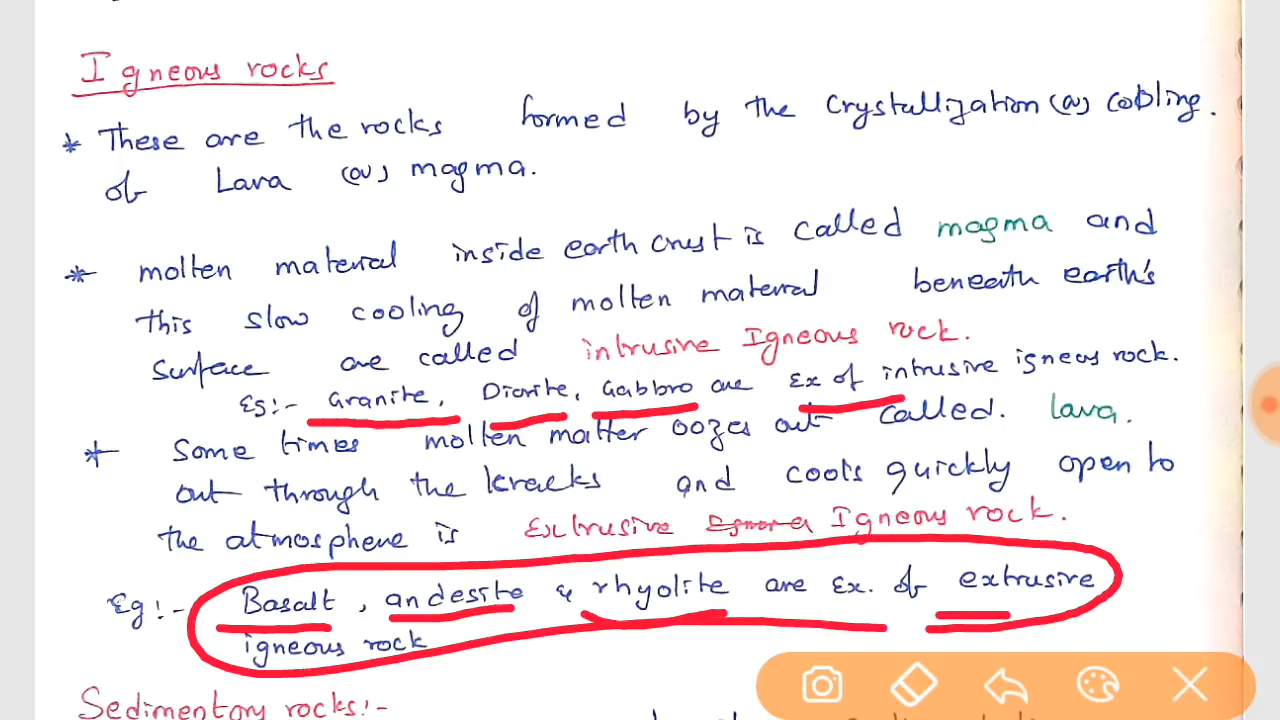 Igneous rocks
* These are the rocks formed by the crystallization (or) cooling.
of Lava (or) magma.
* molten material inside earth crust is called magma and
this slow cooling of molten material beneath earth's
surface are called intrusive Igneous rock.
Eg:- Granite, Diorite, Gabbro are Ex of intrusive igneous rock.
* Some times molten matter oozes out called. lava.
out through the kracks and cools quickly open to
the atmosphene is Extrusive Igneous rock.
Eg:- Basalt, andesite & rhyolite are Ex. of extrusive
igneous rock
Sedimentory rocks:-